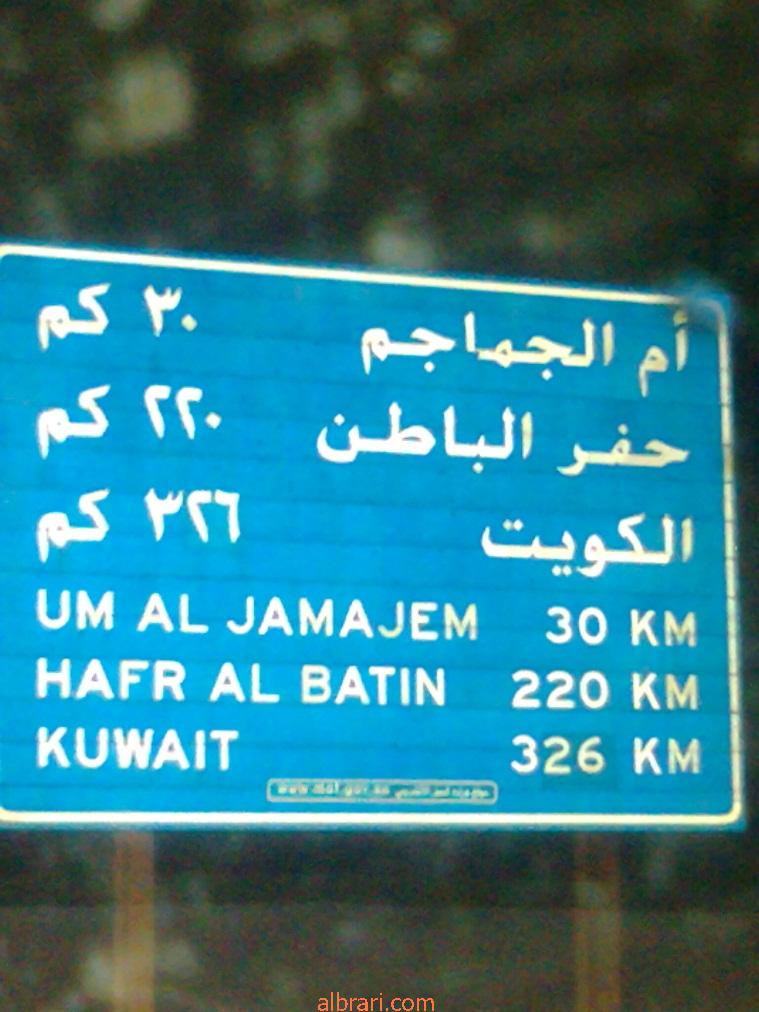 أم الجماجم ٣٠ كم
حفر الباطن ٢٢٠ كم
الكويت ٣٢٦ كم
UM AL JAMAJEM 30 KM
HAFR AL BATIN 220 KM
KUWAIT 326 KM
albrari.com